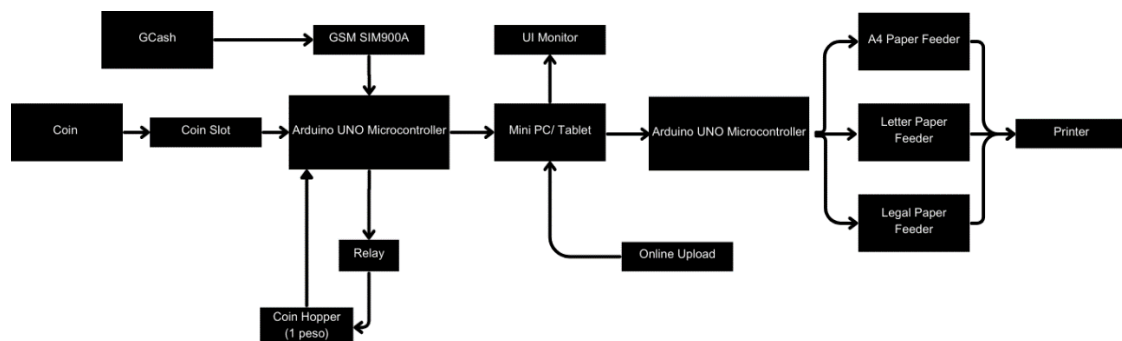 GCash
GSM SIM900A
UI Monitor
A4 Paper Feeder
Coin
Coin Slot
Arduino UNO Microcontroller
Mini PC/ Tablet
Arduino UNO Microcontroller
Letter Paper
Feeder
Printer
Legal Paper
Feeder
Relay
Online Upload
Coin Hopper
(1 peso)